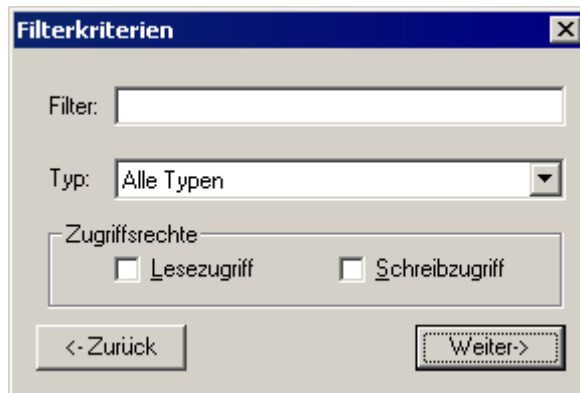 Filterkriterien
Filter:
Typ: Alle Typen
Zugriffsrechte
Lesezugriff Schreibzugriff
<- Zurück Weiter->